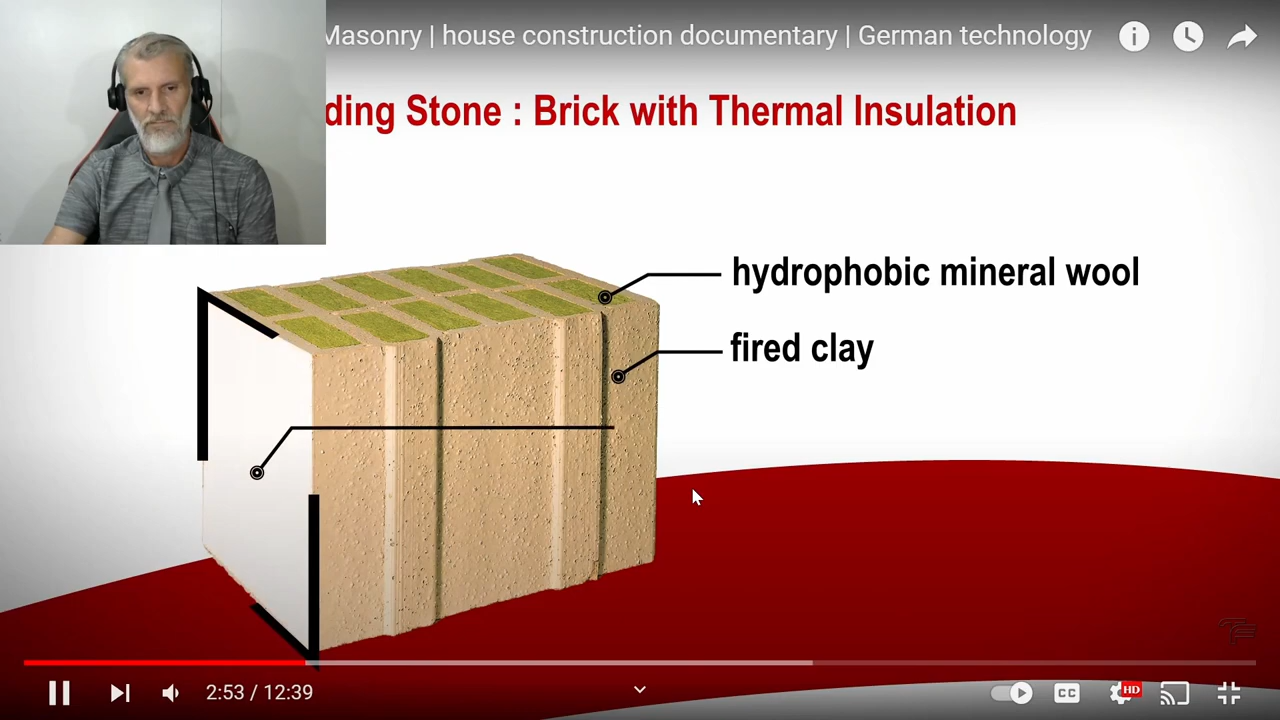 Masonry | house construction documentary | German technology
ding Stone : Brick with Thermal Insulation
hydrophobic mineral wool
fired clay
2:53 / 12:39
CC
HD